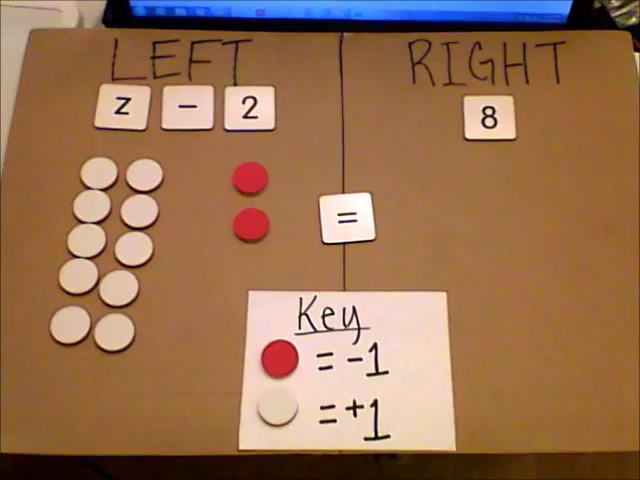 LEFT RIGHT
z - 2 8
=
Key
= -1
= +1